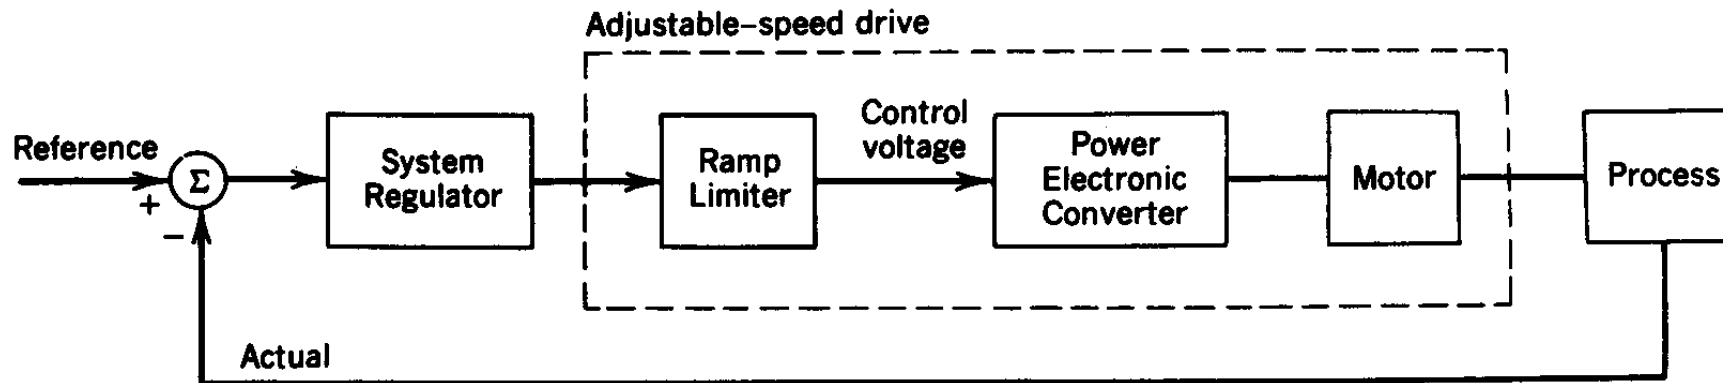 Adjustable-speed drive
Reference
+
−
Σ
System
Regulator
Ramp
Limiter
Control
voltage
Power
Electronic
Converter
Motor
Process
Actual